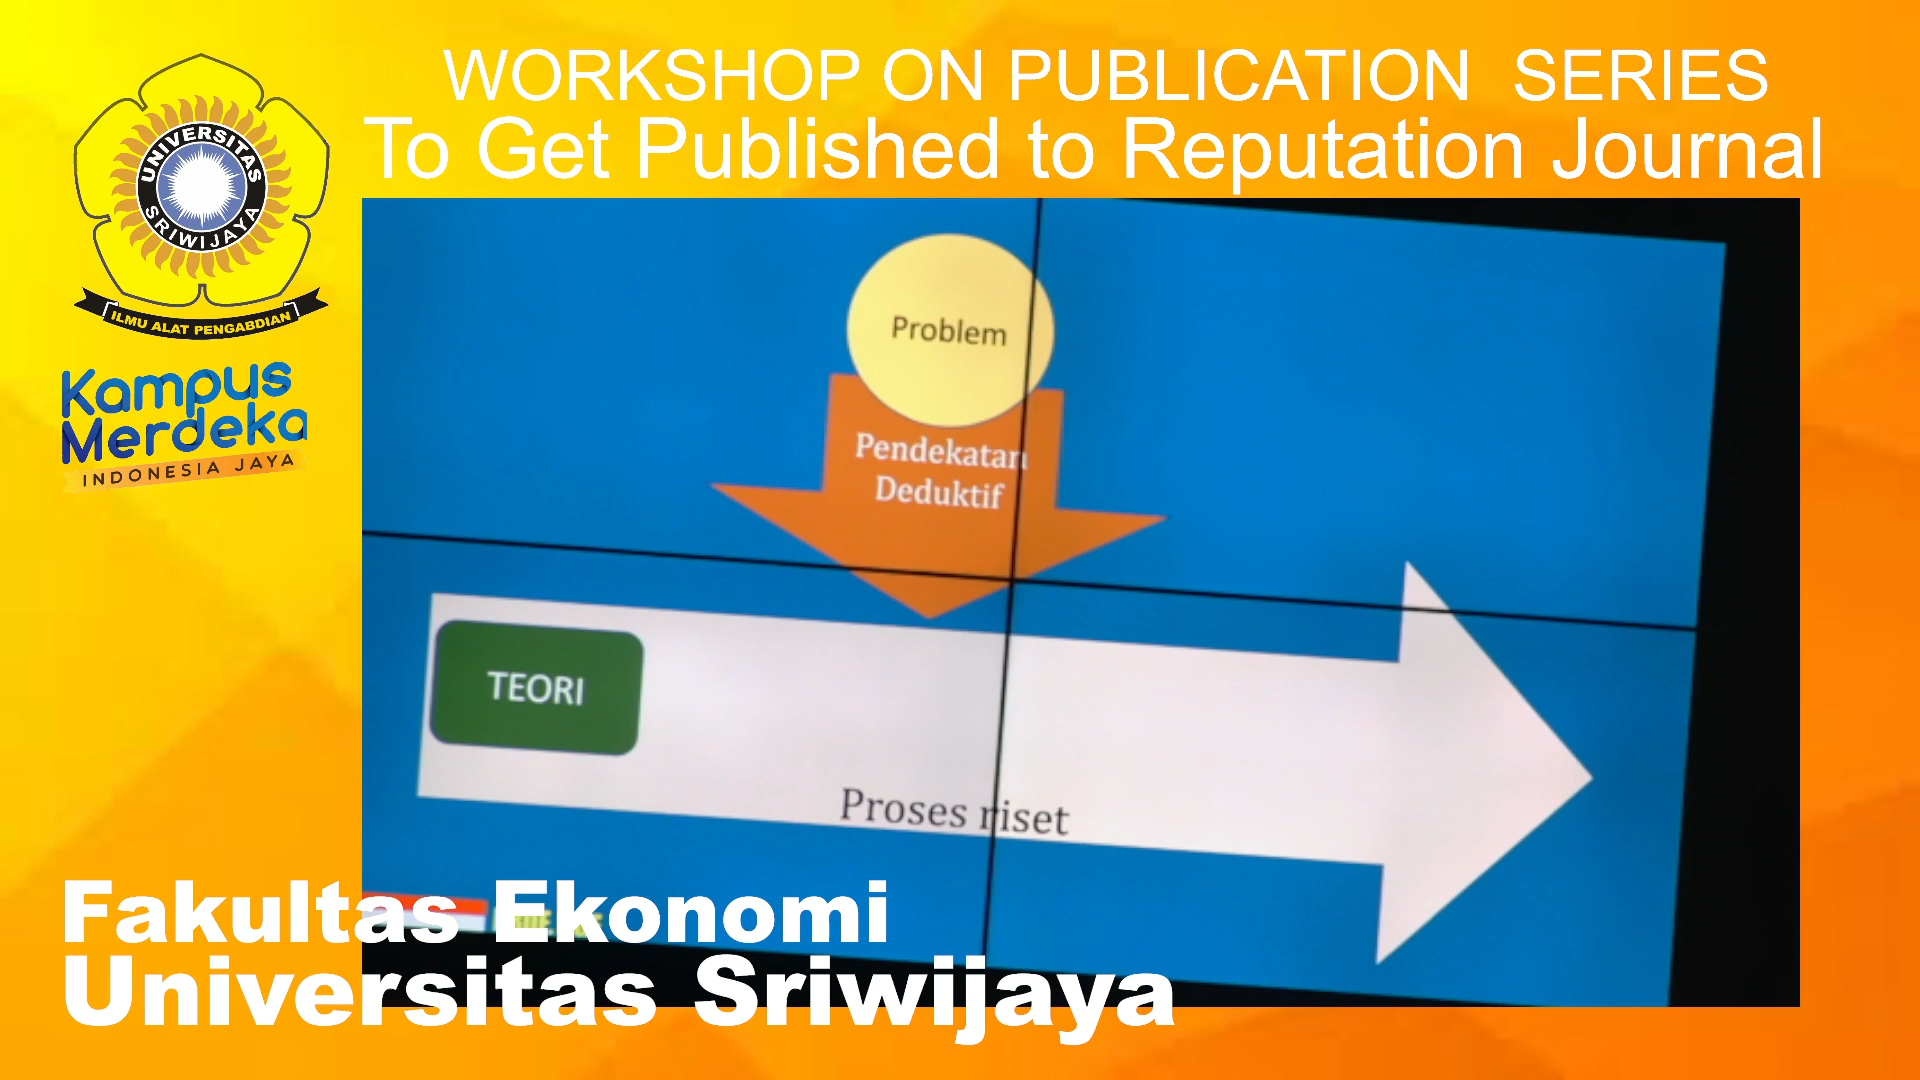 WORKSHOP ON PUBLICATION SERIES
To Get Published to Reputation Journal
UNIVERSITAS
SRIWIJAYA
ILMU ALAT PENGABDIAN
Kampus
Merdeka
INDONESIA JAYA
Problem
Pendekatan
Deduktif
TEORI
Proses riset
Fakultas Ekonomi
Universitas Sriwijaya